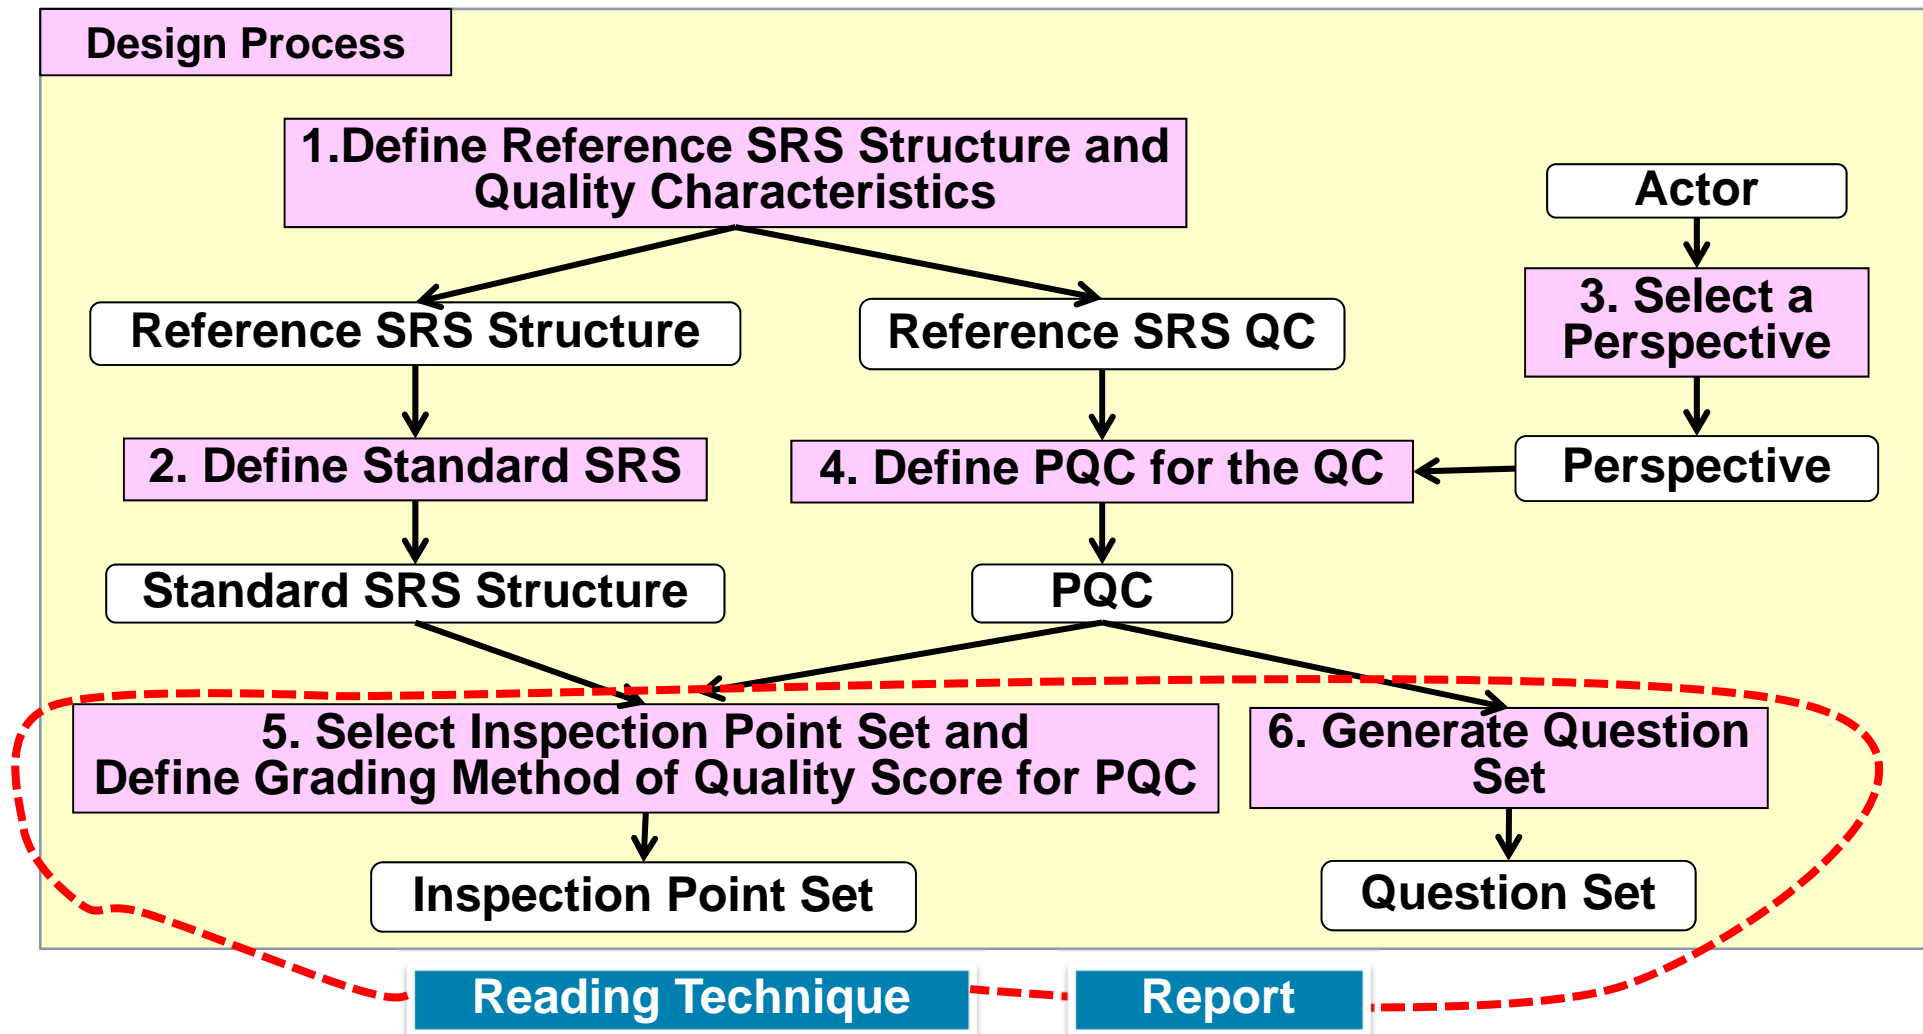 Design Process
1.Define Reference SRS Structure and
Quality Characteristics
Actor
Reference SRS Structure
Reference SRS QC
3. Select a
Perspective
2. Define Standard SRS
4. Define PQC for the QC
Perspective
Standard SRS Structure
PQC
5. Select Inspection Point Set and
Define Grading Method of Quality Score for PQC
6. Generate Question
Set
Inspection Point Set
Question Set
Reading Technique
Report